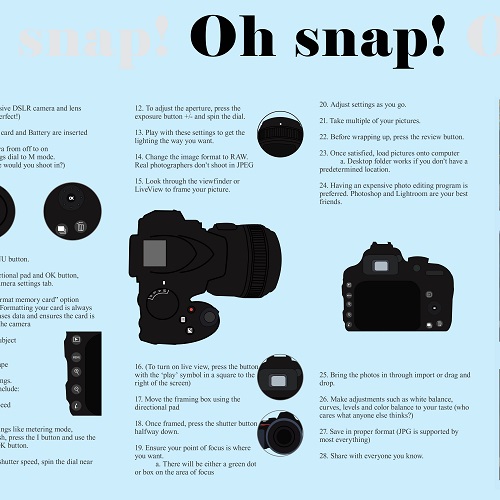 snap! Oh snap! O
sive DSLR camera and lens
erfect!)
card and Battery are inserted
ra from off to on
gs dial to M mode.
e would you shoot in?)
OK
U button.
ctional pad and OK button,
amera settings tab.
ormat memory card" option
Formatting your card is always
uses data and ensures the card is
the camera
ubject
ape
ngs.
nclude:
peed
ings like metering mode,
sh, press the I button and use the
OK button.
shutter speed, spin the dial near
12. To adjust the aperture, press the
exposure button +/- and spin the dial.
13. Play with these settings to get the
lighting the way you want.
14. Change the image format to RAW.
Real photographers don't shoot in JPEG
15. Look through the viewfinder or
LiveView to frame your picture.
16. (To turn on live view, press the button
with the 'play' symbol in a square to the
right of the screen)
17. Move the framing box using the
directional pad
18. Once framed, press the shutter button
halfway down.
19. Ensure your point of focus is where
you want.
a. There will be either a green dot
or box on the area of focus
20. Adjust settings as you go.
21. Take multiple of your pictures.
22. Before wrapping up, press the review button.
23. Once satisfied, load pictures onto computer
a. Desktop folder works if you don't have a
predetermined location.
24. Having an expensive photo editing program is
preferred. Photoshop and Lightroom are your best
friends.
25. Bring the photos in through import or drag and
drop.
26. Make adjustments such as white balance,
curves, levels and color balance to your taste (who
cares what anyone else thinks?)
27. Save in proper format (JPG is supported by
most everything)
28. Share with everyone you know.